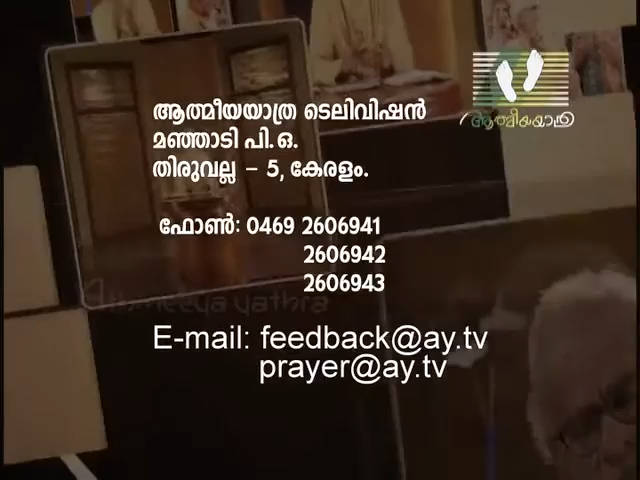 ആത്മീയയാത്ര ടെലിവിഷൻ
ആത്മീയയാത്ര
മഞ്ഞാടി പി.ഒ.
തിരുവല്ല – 5, കേരളം.
ഫോൺ: 0469 2606941
2606942
2606943
Athmeeya yathra
E-mail: feedback@ay.tv
prayer@ay.tv